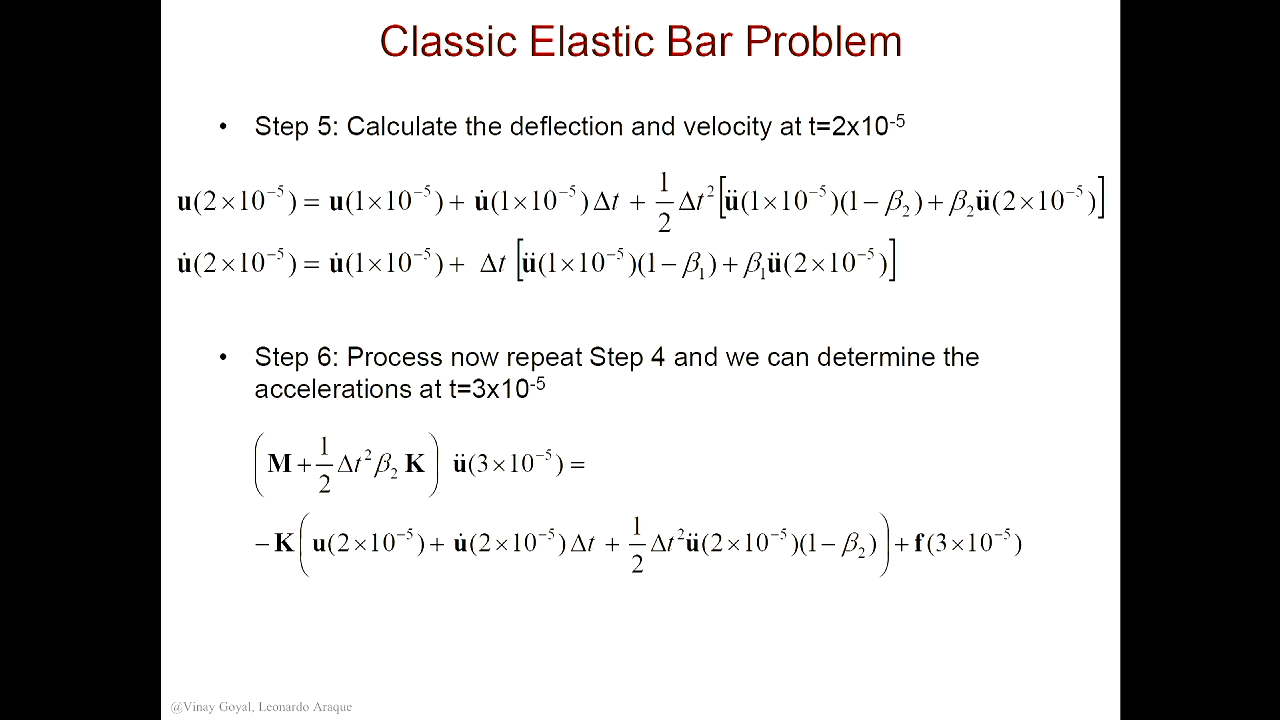 Classic Elastic Bar Problem
• Step 5: Calculate the deflection and velocity at t=2x10⁻⁵
u(2×10⁻⁵) = u(1×10⁻⁵) + u̇(1×10⁻⁵) Δt + 1/2 Δt² [ü(1×10⁻⁵)(1 − β₂) + β₂ü(2×10⁻⁵)]
u̇(2×10⁻⁵) = u̇(1×10⁻⁵) + Δt [ü(1×10⁻⁵)(1 − β₁) + β₁ü(2×10⁻⁵)]
• Step 6: Process now repeat Step 4 and we can determine the
accelerations at t=3x10⁻⁵
(M + 1/2 Δt²β₂ K) ü(3×10⁻⁵) =
−K(u(2×10⁻⁵) + u̇(2×10⁻⁵) Δt + 1/2 Δt²ü(2×10⁻⁵)(1 − β₂)) + f(3×10⁻⁵)
@Vinay Goyal, Leonardo Araque